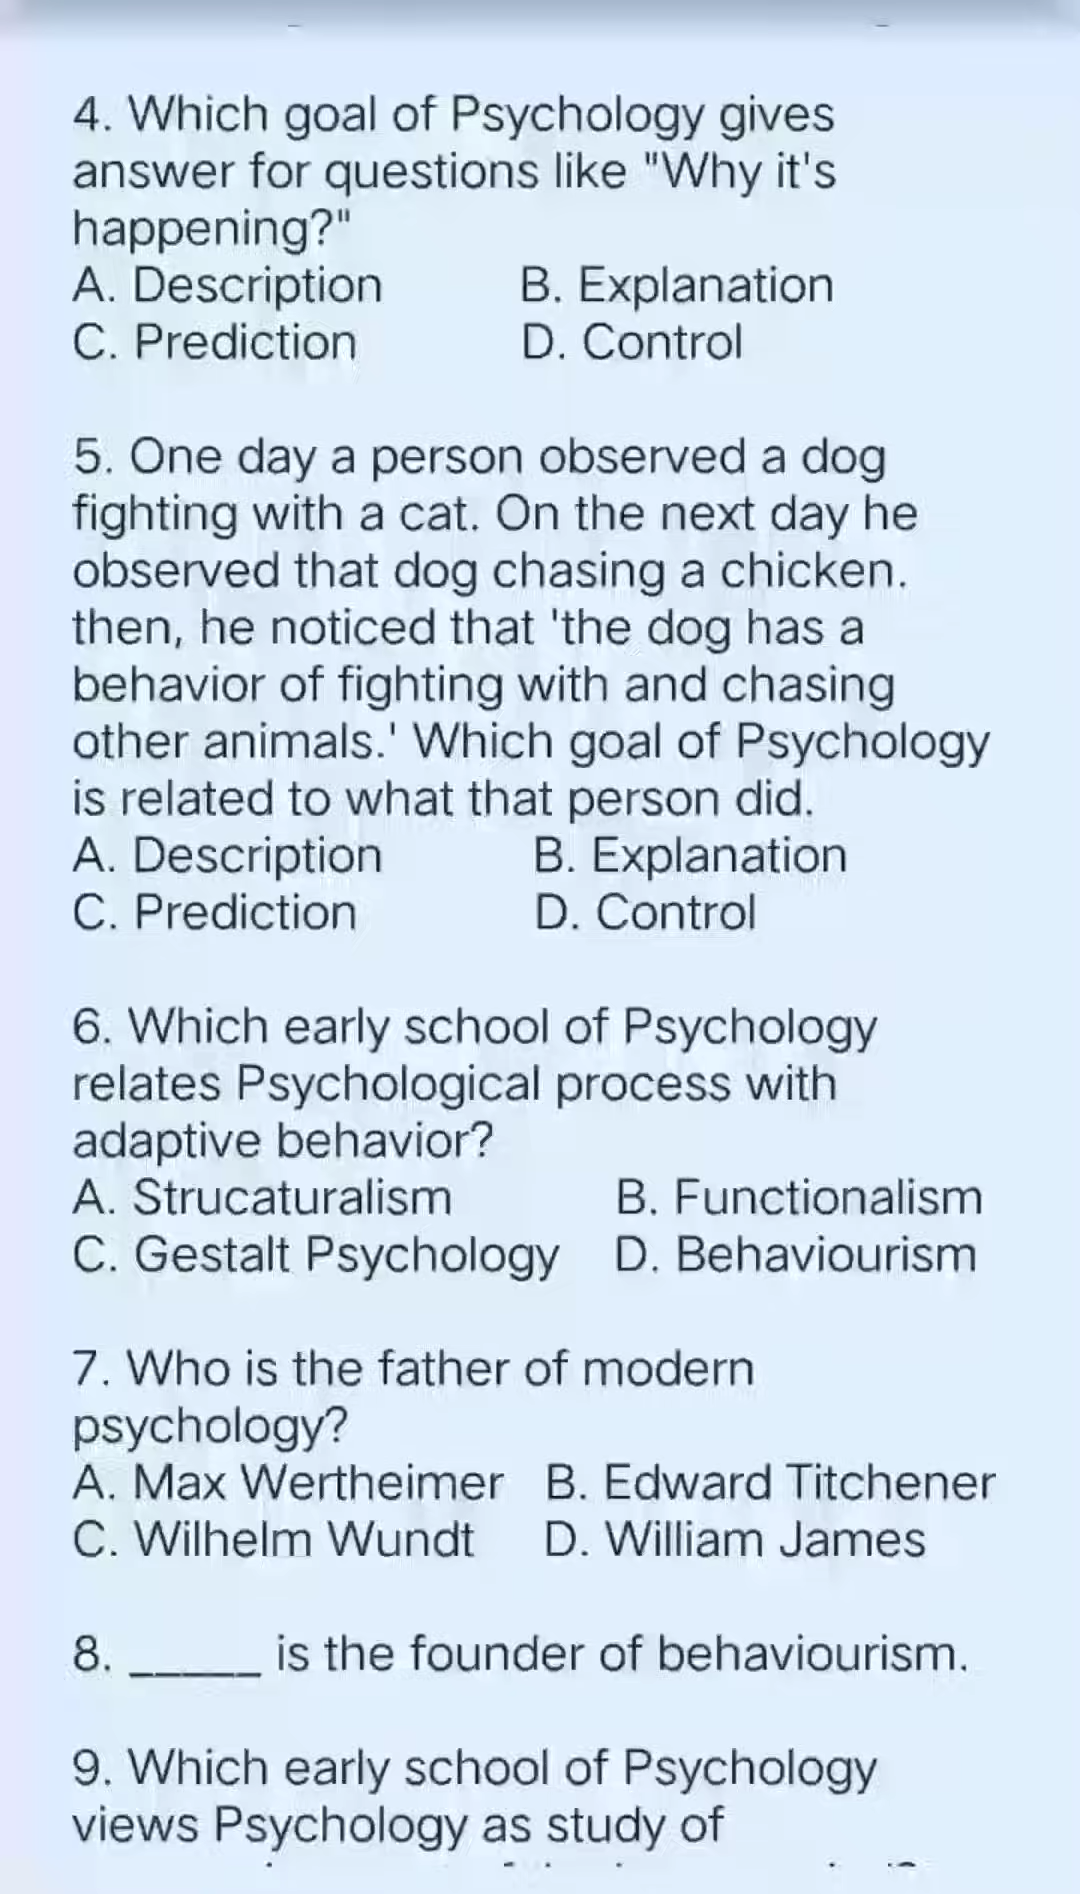 4. Which goal of Psychology gives
answer for questions like "Why it's
happening?"
A. Description B. Explanation
C. Prediction D. Control
5. One day a person observed a dog
fighting with a cat. On the next day he
observed that dog chasing a chicken.
then, he noticed that 'the dog has a
behavior of fighting with and chasing
other animals.' Which goal of Psychology
is related to what that person did.
A. Description B. Explanation
C. Prediction D. Control
6. Which early school of Psychology
relates Psychological process with
adaptive behavior?
A. Strucaturalism B. Functionalism
C. Gestalt Psychology D. Behaviourism
7. Who is the father of modern
psychology?
A. Max Wertheimer B. Edward Titchener
C. Wilhelm Wundt D. William James
8. _____ is the founder of behaviourism.
9. Which early school of Psychology
views Psychology as study of